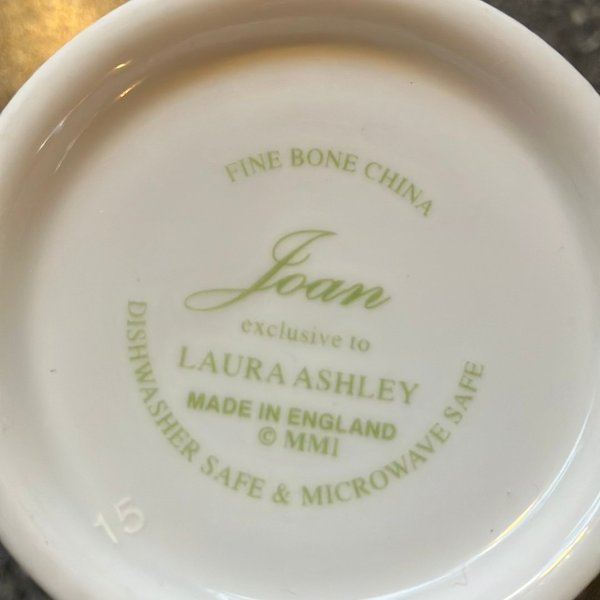 FINE BONE CHINA
Joan
exclusive to
LAURA ASHLEY
MADE IN ENGLAND
© MMI
DISHWASHER SAFE & MICROWAVE SAFE
15